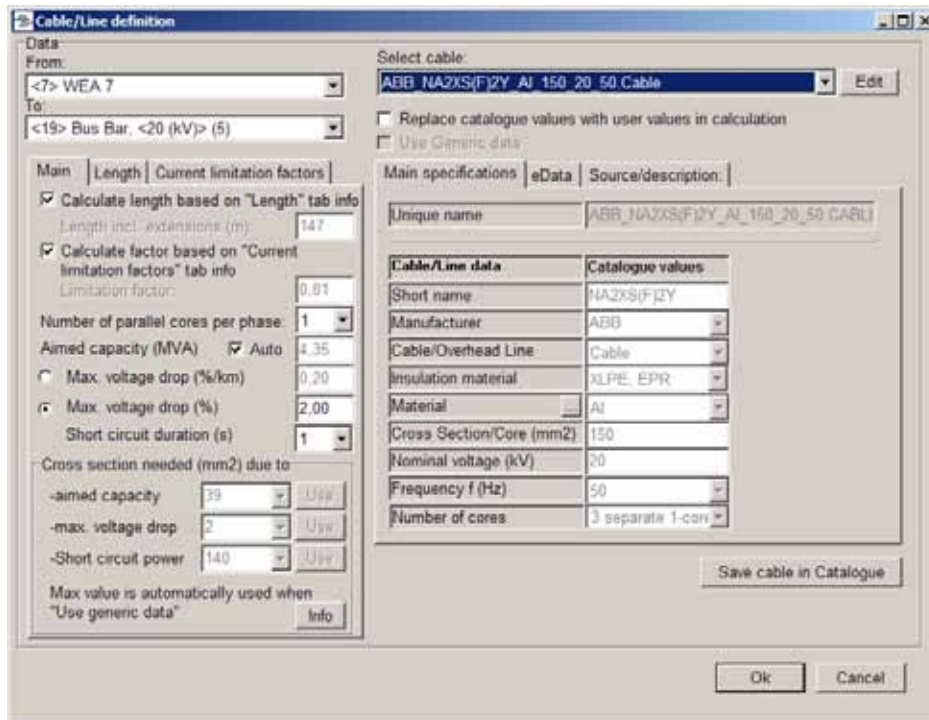 Cable/Line definition
Data
From:
<7> WEA 7
To:
<19> Bus Bar, <20 (kV)> (5)
Select cable:
ABB_NA2XS(F)2Y_Al_150_20_50.Cable
Edit
Replace catalogue values with user values in calculation
Use Generic data
Main
Length
Current limitation factors
Calculate length based on "Length" tab info
Length incl. extensions (m):
147
Calculate factor based on "Current
limitation factors" tab info
Limitation factor:
0,81
Number of parallel cores per phase:
1
Aimed capacity (MVA)
Auto
4,35
Max. voltage drop (%/km)
0,20
Max. voltage drop (%)
2,00
Short circuit duration (s)
1
Cross section needed (mm2) due to
-aimed capacity
39
Use
-max. voltage drop
2
Use
-Short circuit power
140
Use
Max value is automatically used when
"Use generic data"
Info
Main specifications
eData
Source/description:
Unique name
ABB_NA2XS(F)2Y_Al_150_20_50.CABL
Cable/Line data
Catalogue values
Short name
NA2XS(F)2Y
Manufacturer
ABB
Cable/Overhead Line
Cable
Insulation material
XLPE, EPR
Material
...
Al
Cross Section/Core (mm2)
150
Nominal voltage (kV)
20
Frequency f (Hz)
50
Number of cores
3 separate 1-core
Save cable in Catalogue
Ok
Cancel